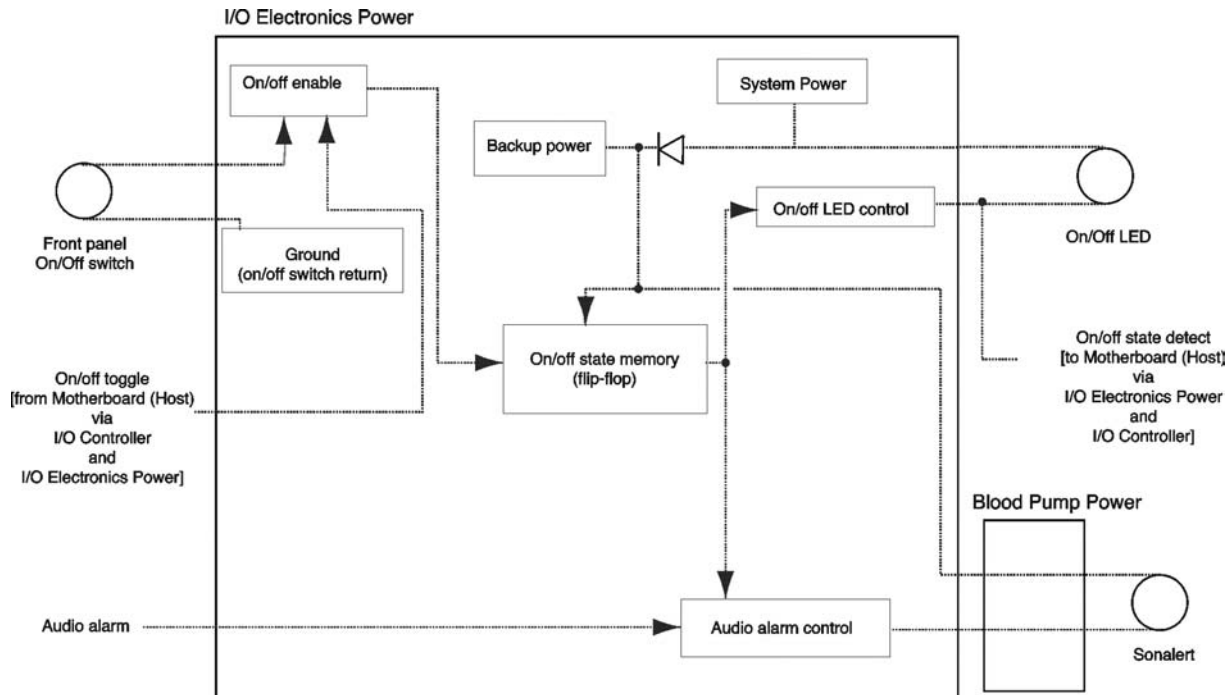 I/O Electronics Power
On/off enable
System Power
Backup power
On/off LED control
Front panel
On/Off switch
Ground
(on/off switch return)
On/Off LED
On/off state memory
(flip-flop)
On/off toggle
[from Motherboard (Host)
via
I/O Controller
and
I/O Electronics Power]
On/off state detect
[to Motherboard (Host)
via
I/O Electronics Power
and
I/O Controller]
Blood Pump Power
Audio alarm
Audio alarm control
Sonalert